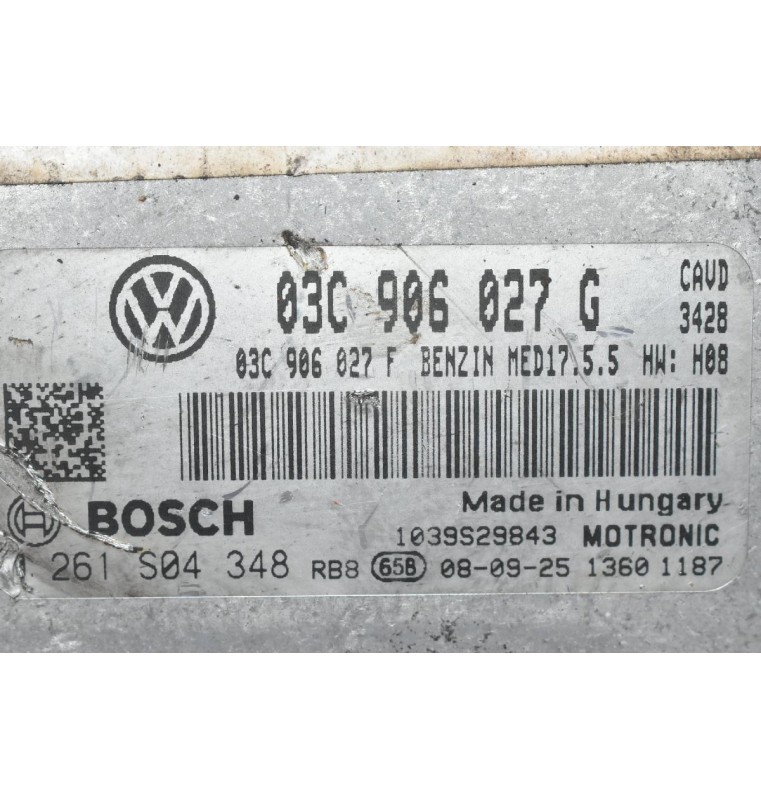 03C 906 027 G CAVD
3428
03C 906 027 F BENZIN MED17.5.5 HW: H08
BOSCH
Made in Hungary
1039S29843 MOTRONIC
261 S04 348 RB8 65B 08-09-25 1360 1187